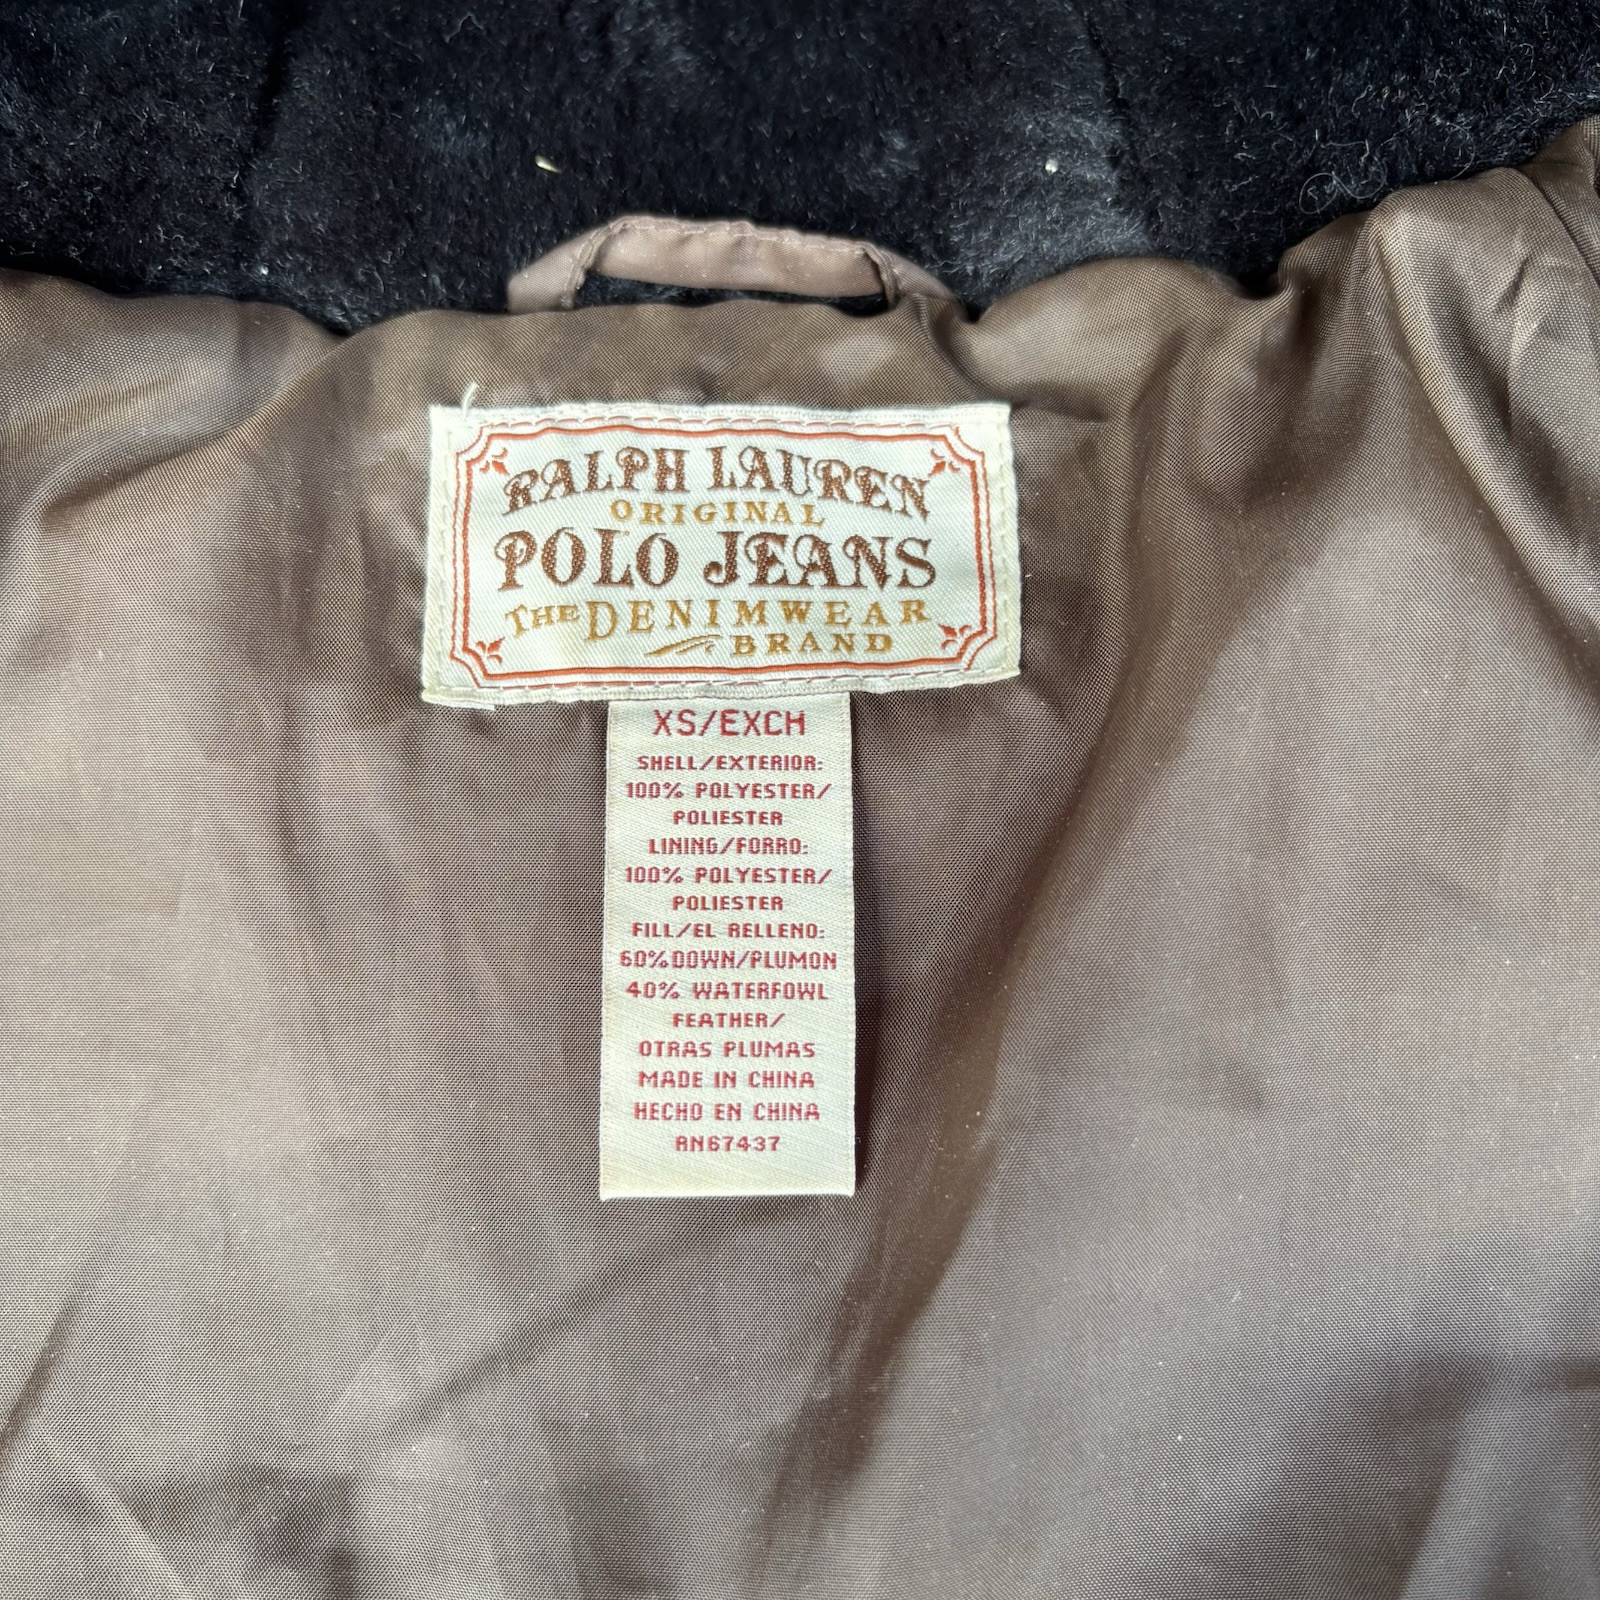 RALPH LAUREN
ORIGINAL
POLO JEANS
THE DENIMWEAR
BRAND
XS/EXCH
SHELL/EXTERIOR:
100% POLYESTER/
POLIESTER
LINING/FORRO:
100% POLYESTER/
POLIESTER
FILL/EL RELLENO:
60%DOWN/PLUMON
40% WATERFOWL
FEATHER/
OTRAS PLUMAS
MADE IN CHINA
HECHO EN CHINA
RN67437